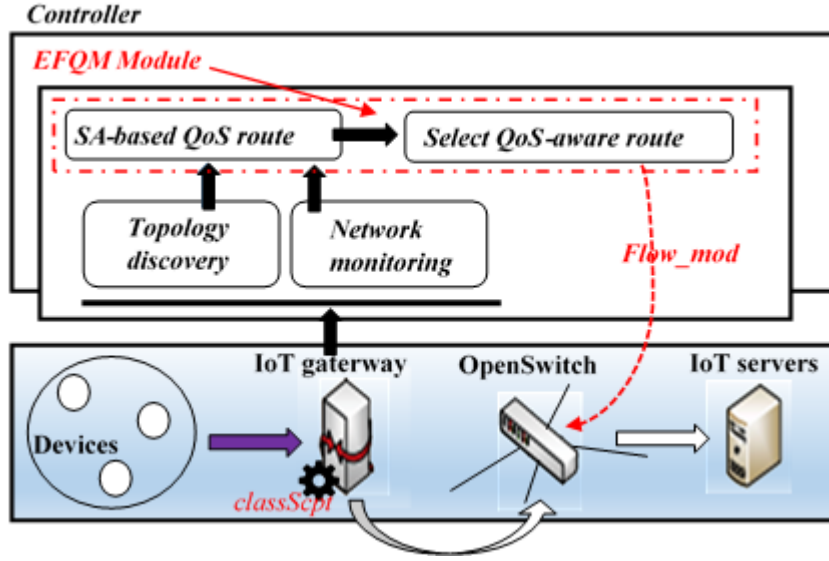 Controller
EFQM Module
SA-based QoS route
Select QoS-aware route
Topology
discovery
Network
monitoring
Flow_mod
IoT gaterway
OpenSwitch
IoT servers
Devices
classScpt